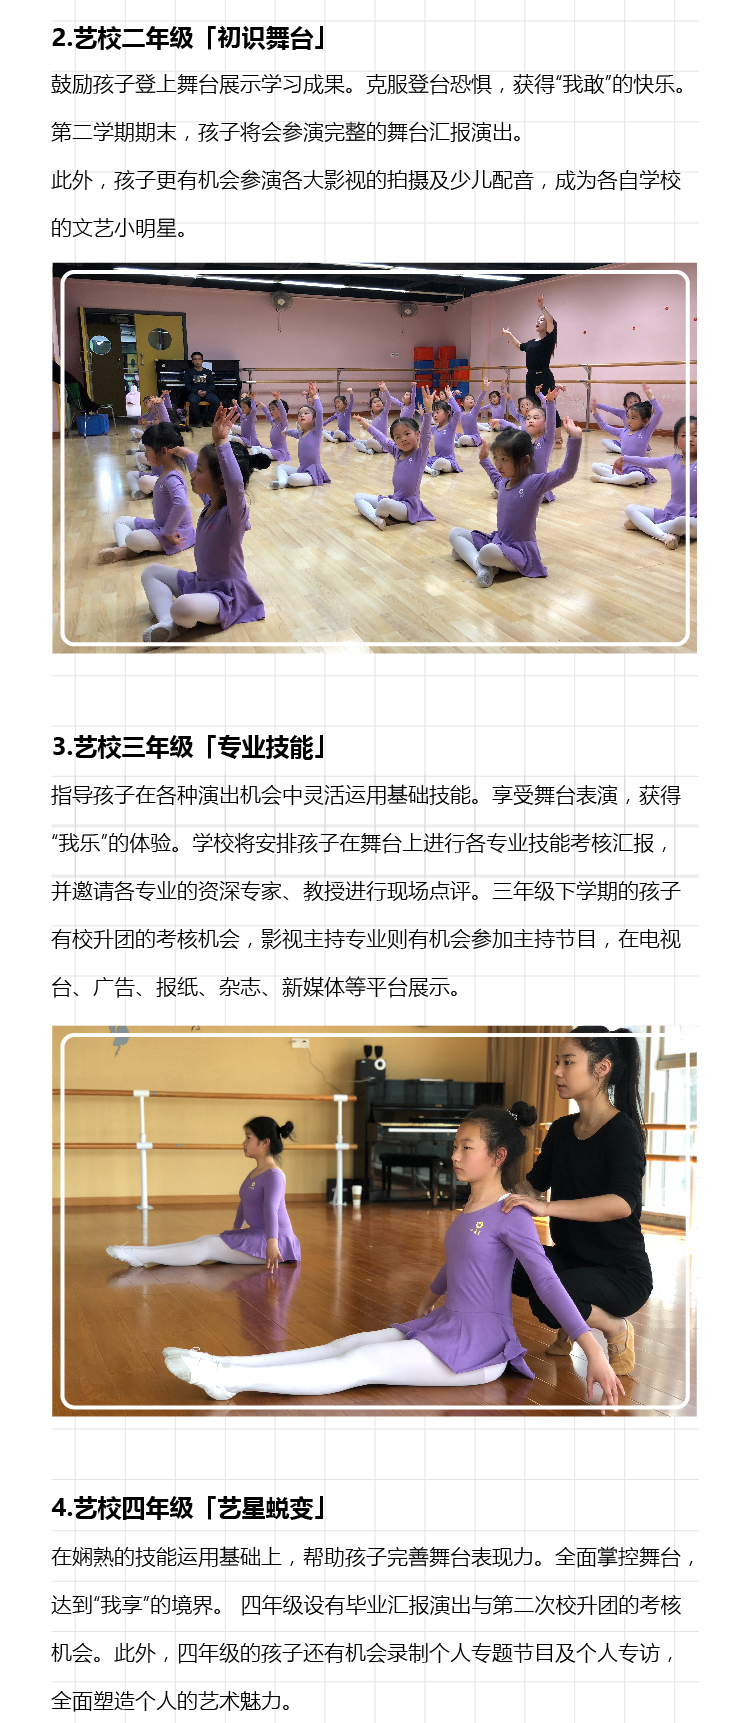 2.艺校二年级「初识舞台」
鼓励孩子登上舞台展示学习成果。克服登台恐惧，获得“我敢”的快乐。
第二学期期末，孩子将会参演完整的舞台汇报演出。
此外，孩子更有机会参演各大影视的拍摄及少儿配音，成为各自学校
的文艺小明星。
3.艺校三年级「专业技能」
指导孩子在各种演出机会中灵活运用基础技能。享受舞台表演，获得
“我乐”的体验。学校将安排孩子在舞台上进行各专业技能考核汇报，
并邀请各专业的资深专家、教授进行现场点评。三年级下学期的孩子
有校升团的考核机会，影视主持专业则有机会参加主持节目，在电视
台、广告、报纸、杂志、新媒体等平台展示。
4.艺校四年级「艺星蜕变」
在娴熟的技能运用基础上，帮助孩子完善舞台表现力。全面掌控舞台，
达到“我享”的境界。 四年级设有毕业汇报演出与第二次校升团的考核
机会。此外，四年级的孩子还有机会录制个人专题节目及个人专访，
全面塑造个人的艺术魅力。